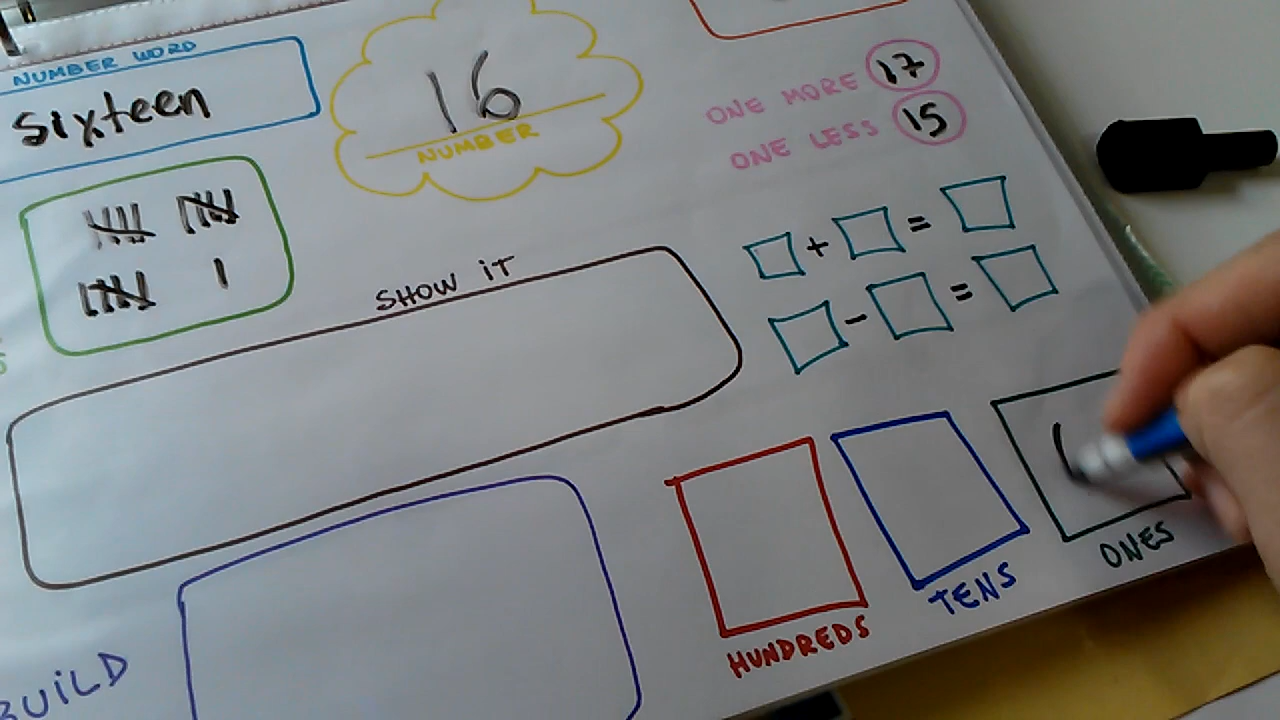 NUMBER WORD
sixteen
16
NUMBER
ONE MORE 17
ONE LESS 15
SHOW iT
+ =
- =
HUNDREDS
TENS
ONES
BUiLD